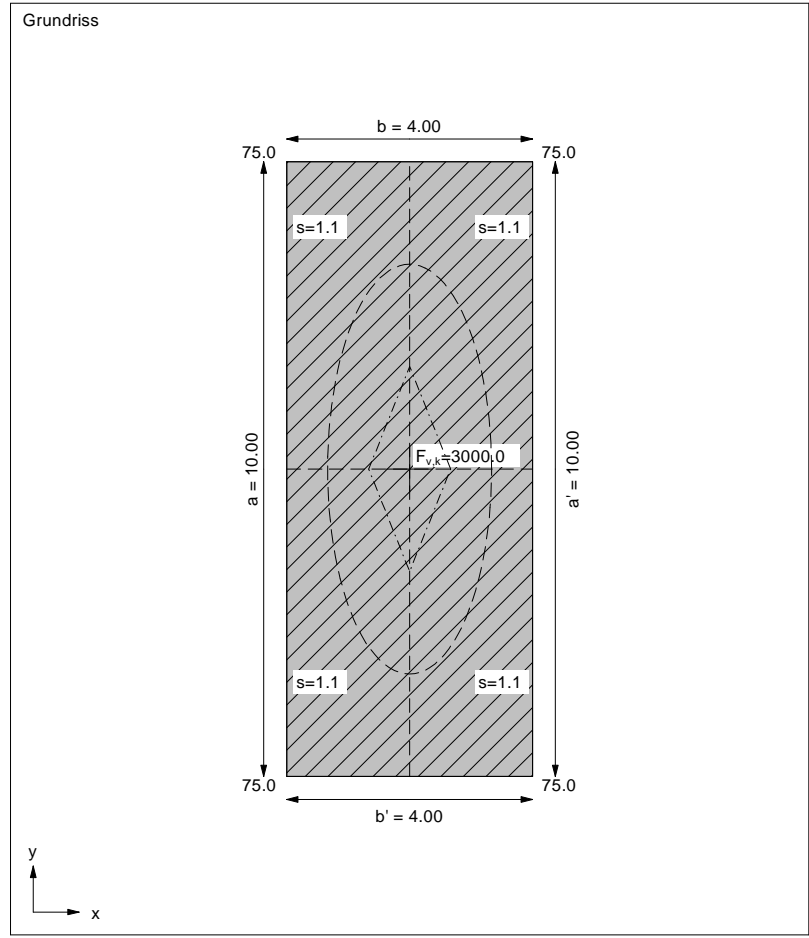 Grundriss
b = 4.00
75.0 75.0
s=1.1 s=1.1
a = 10.00
Fv,k=3000.0
a' = 10.00
s=1.1 s=1.1
75.0 75.0
b' = 4.00
y
x